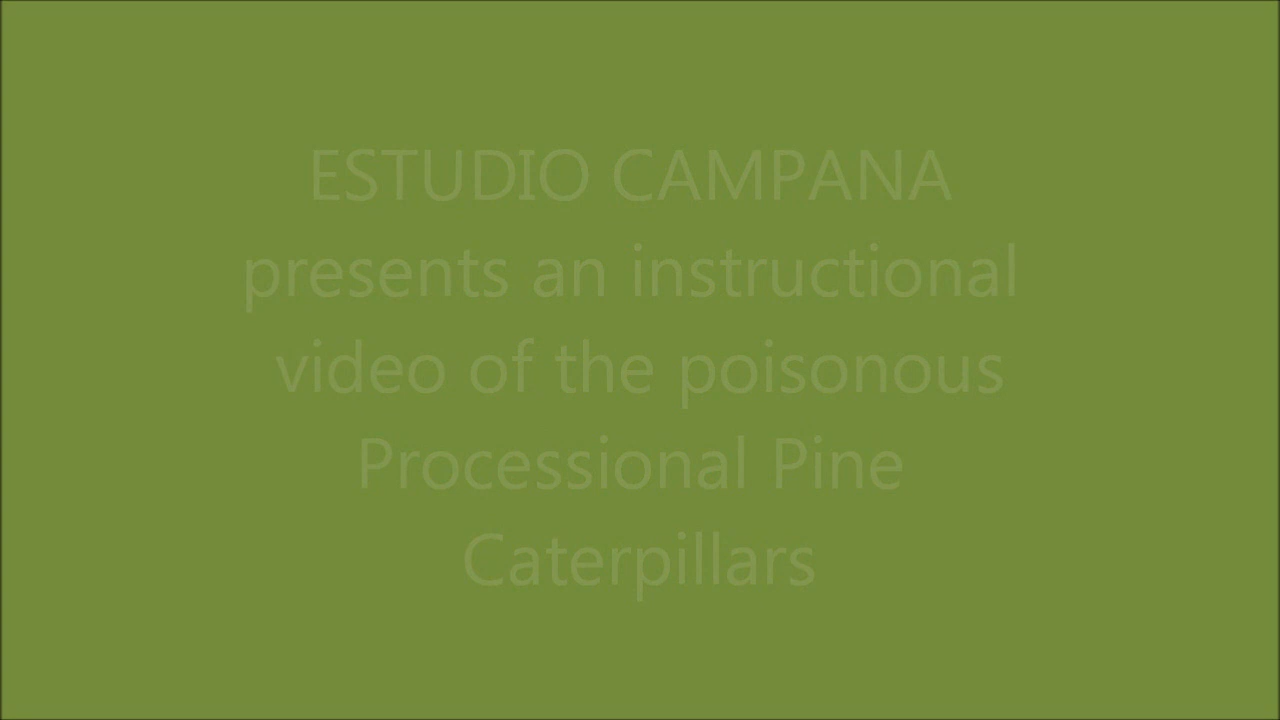 ESTUDIO CAMPANA
presents an instructional
video of the poisonous
Processional Pine
Caterpillars